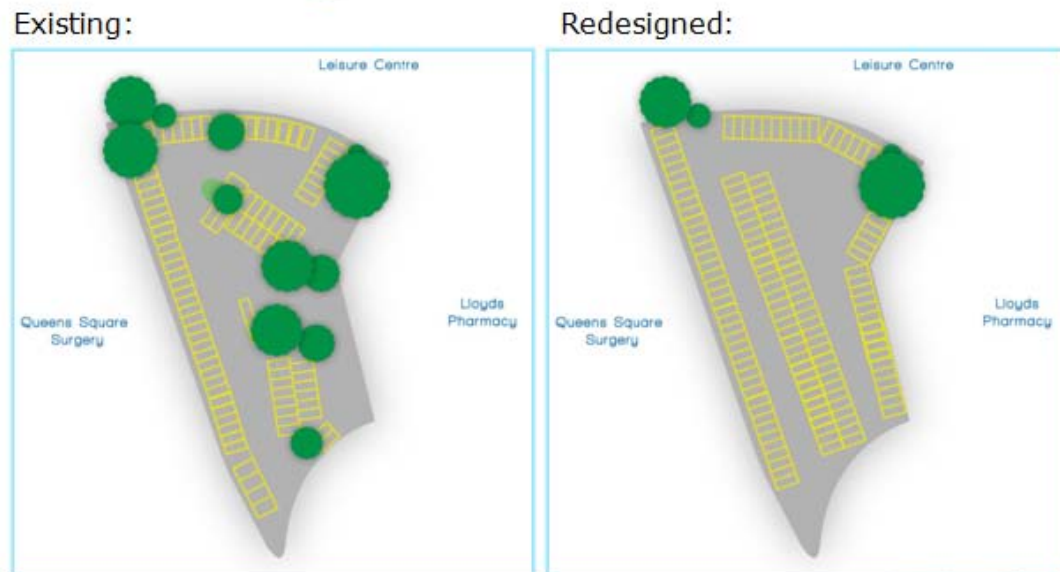 Existing:
Redesigned:
Leisure Centre
Leisure Centre
Queens Square
Surgery
Lloyds
Pharmacy
Queens Square
Surgery
Lloyds
Pharmacy